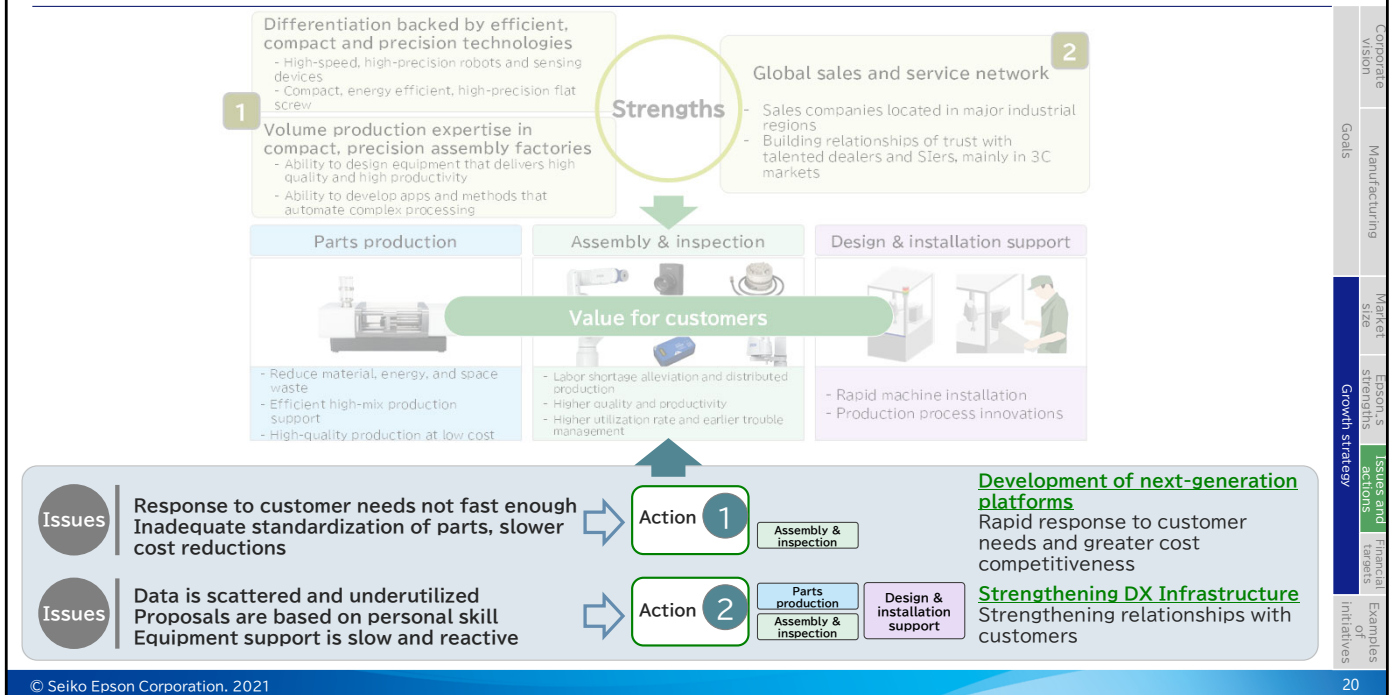 Differentiation backed by efficient,
compact and precision technologies
- High-speed, high-precision robots and sensing
devices
- Compact, energy efficient, high-precision flat
screw
1
Volume production expertise in
compact, precision assembly factories
- Ability to design equipment that delivers high
quality and high productivity
- Ability to develop apps and methods that
automate complex processing
Strengths
2
Global sales and service network
- Sales companies located in major industrial
regions
- Building relationships of trust with
talented dealers and SIers, mainly in 3C
markets
Parts production
Assembly & inspection
Design & installation support
Value for customers
- Reduce material, energy, and space
waste
- Efficient high-mix production
support
- High-quality production at low cost
- Labor shortage alleviation and distributed
production
- Higher quality and productivity
- Higher utilization rate and earlier trouble
management
- Rapid machine installation
- Production process innovations
Issues
Response to customer needs not fast enough
Inadequate standardization of parts, slower
cost reductions
Action 1
Assembly &
inspection
Development of next-generation
platforms
Rapid response to customer
needs and greater cost
competitiveness
Issues
Data is scattered and underutilized
Proposals are based on personal skill
Equipment support is slow and reactive
Action 2
Parts
production
Assembly &
inspection
Design &
installation
support
Strengthening DX Infrastructure
Strengthening relationships with
customers
Corporate
vision
Goals
Manufacturing
Market
size
Growth strategy
Epson's
strengths
Issues and
actions
Financial
targets
Examples
of
initiatives
© Seiko Epson Corporation. 2021
20